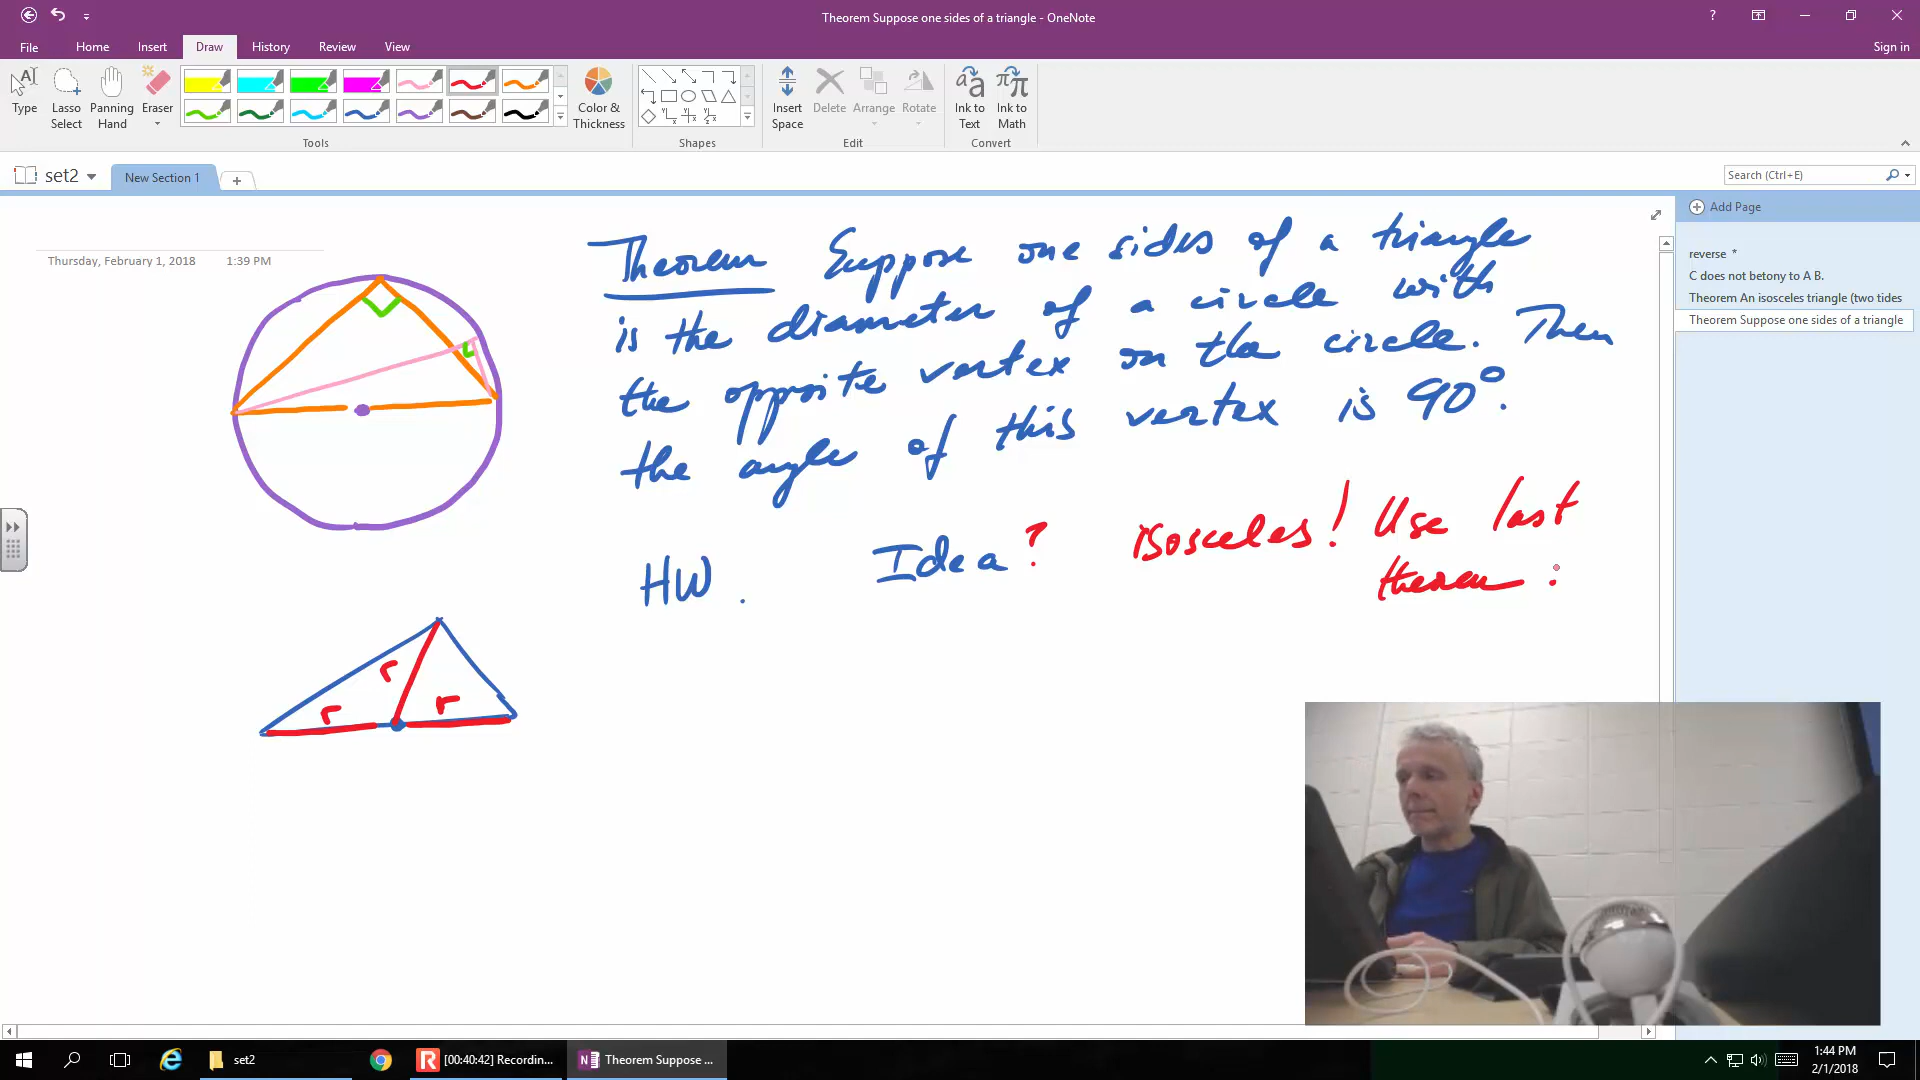 Theorem Suppose one sides of a triangle - OneNote
File Home Insert Draw History Review View
Sign in
Type
Lasso Select
Panning Hand
Eraser
Color & Thickness
Insert Space
Delete
Arrange
Rotate
Ink to Text
Ink to Math
Tools
Shapes
Edit
Convert
set2
New Section 1
Search (Ctrl+E)
Add Page
reverse *
C does not betony to A B.
Theorem An isosceles triangle (two tides
Theorem Suppose one sides of a triangle
Thursday, February 1, 2018 1:39 PM
Theorem Suppose one sides of a triangle
is the diameter of a circle with
the opposite vertex on the circle. Then
the angle of this vertex is 90°.
HW. Idea? isosceles! Use last
theorem :
r
r r
set2
[00:40:42] Recordin...
Theorem Suppose ...
1:44 PM
2/1/2018